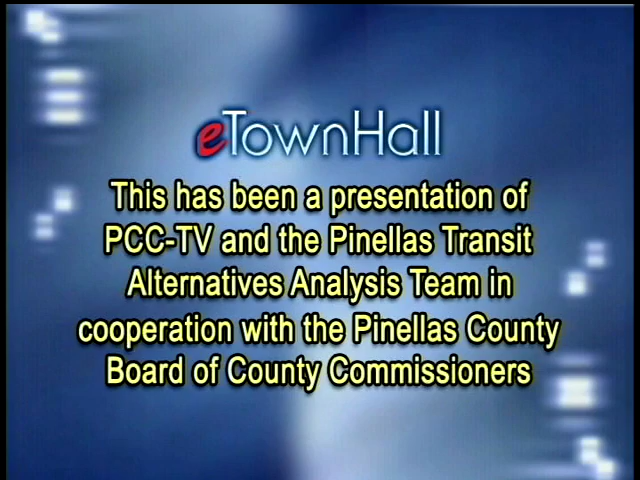 eTownHall
This has been a presentation of
PCC-TV and the Pinellas Transit
Alternatives Analysis Team in
cooperation with the Pinellas County
Board of County Commissioners